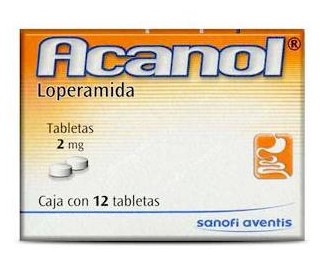 Acanol®
Loperamida
Tabletas
2 mg
Caja con 12 tabletas
sanofi aventis